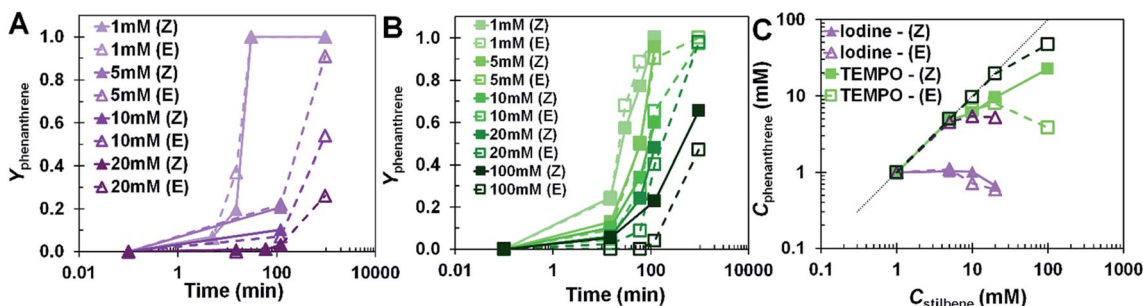 A
Yphenanthrene
1.0
0.8
0.6
0.4
0.2
0.0
1mM (Z)
1mM (E)
5mM (Z)
5mM (E)
10mM (Z)
10mM (E)
20mM (Z)
20mM (E)
0.01
1
100
10000
Time (min)
B
Yphenanthrene
1.0
0.8
0.6
0.4
0.2
0.0
1mM (Z)
1mM (E)
5mM (Z)
5mM (E)
10mM (Z)
10mM (E)
20mM (Z)
20mM (E)
100mM (Z)
100mM (E)
0.01
1
100
10000
Time (min)
C
Cphenanthrene (mM)
100
10
1
0.1
Iodine - (Z)
Iodine - (E)
TEMPO - (Z)
TEMPO - (E)
0.1
1
10
100
Cstilbene (mM)